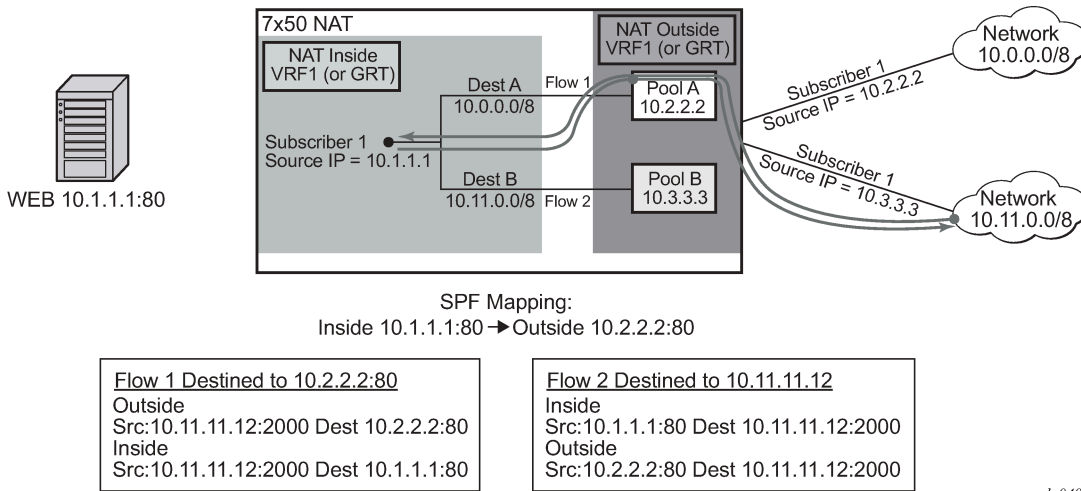 7x50 NAT
NAT Inside
VRF1 (or GRT)
NAT Outside
VRF1 (or GRT)
Network
10.0.0.0/8
Dest A
10.0.0.0/8
Flow 1
Pool A
10.2.2.2
Subscriber 1
Source IP = 10.2.2.2
Subscriber 1
Source IP = 10.1.1.1
WEB 10.1.1.1:80
Dest B
10.11.0.0/8
Flow 2
Pool B
10.3.3.3
Subscriber 1
Source IP = 10.3.3.3
Network
10.11.0.0/8
SPF Mapping:
Inside 10.1.1.1:80 → Outside 10.2.2.2:80
Flow 1 Destined to 10.2.2.2:80
Outside
Src:10.11.11.12:2000 Dest 10.2.2.2:80
Inside
Src:10.11.11.12:2000 Dest 10.1.1.1:80
Flow 2 Destined to 10.11.11.12
Inside
Src:10.1.1.1:80 Dest 10.11.11.12:2000
Outside
Src:10.2.2.2:80 Dest 10.11.11.12:2000